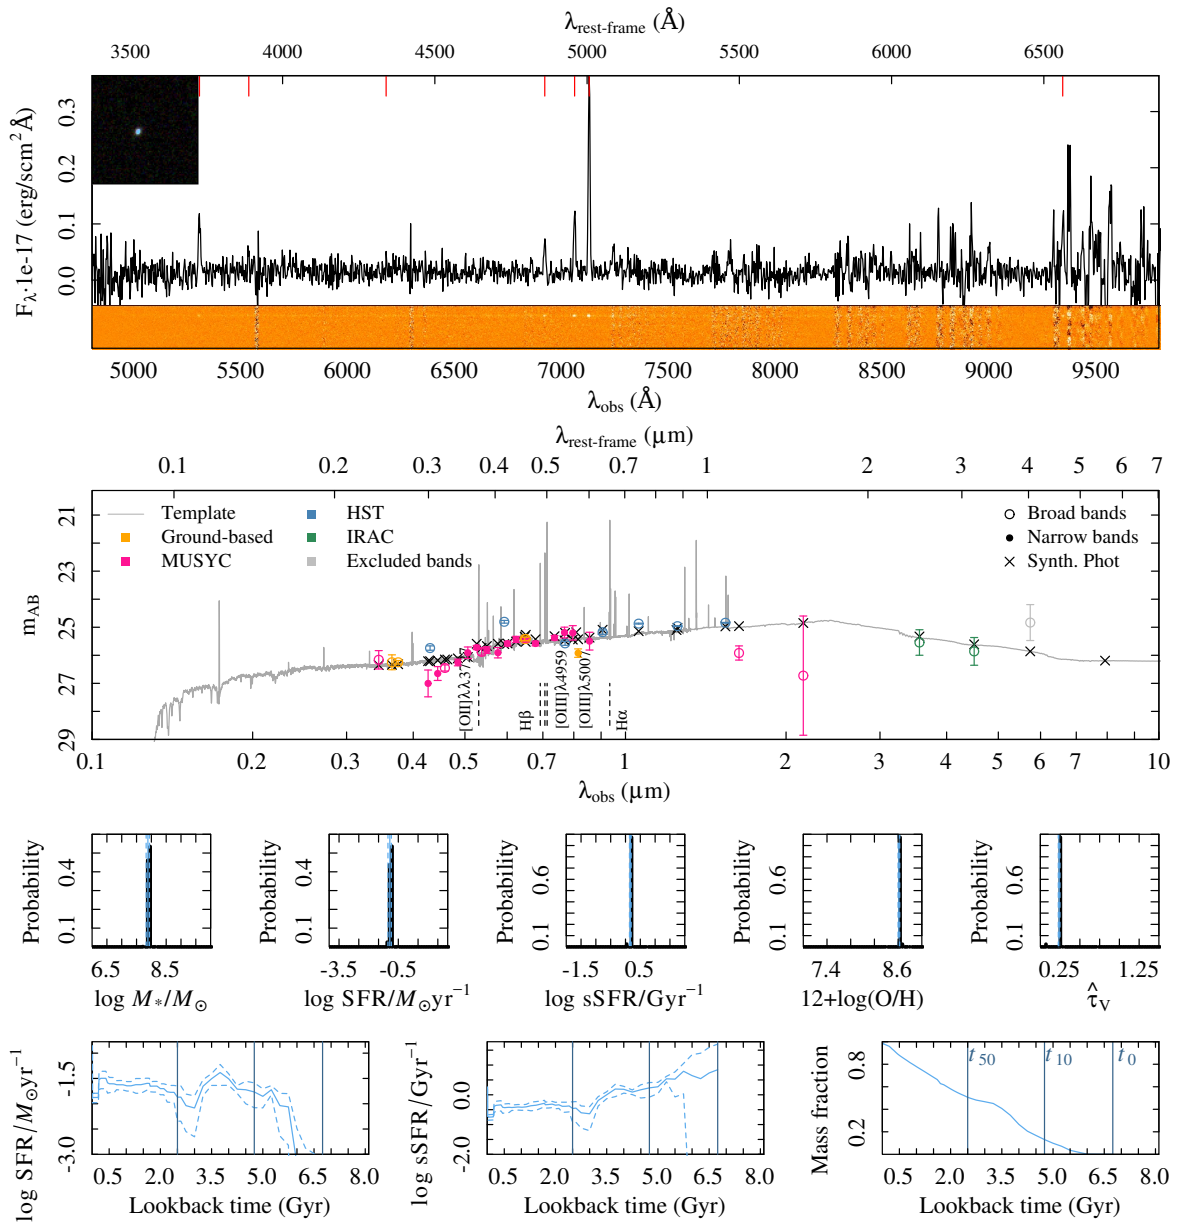 λrest-frame (Å)
3500 4000 4500 5000 5500 6000 6500
Fλ·1e-17 (erg/scm² Å)
0.0 0.1 0.2 0.3
5000 5500 6000 6500 7000 7500 8000 8500 9000 9500
λobs (Å)
λrest-frame (μm)
0.1 0.2 0.3 0.4 0.5 0.7 1 2 3 4 5 6 7
mAB
21 23 25 27 29
Template
Ground-based
MUSYC
HST
IRAC
Excluded bands
Broad bands
Narrow bands
Synth. Phot
[OII]λλ37
Hβ
[OIII]λ4959
[OIII]λ500
Hα
0.1 0.2 0.3 0.4 0.5 0.7 1 2 3 4 5 6 7 10
λobs (μm)
Probability
0.1 0.4
6.5 8.5
log M*/M⊙
Probability
0.1 0.4
-3.5 -0.5
log SFR/M⊙yr⁻¹
Probability
0.1 0.6
-1.5 0.5
log sSFR/Gyr⁻¹
Probability
0.1 0.6
7.4 8.6
12+log(O/H)
Probability
0.1 0.6
0.25 1.25
τ̂V
log SFR/M⊙yr⁻¹
-3.0 -1.5
0.5 2.0 3.5 5.0 6.5 8.0
Lookback time (Gyr)
log sSFR/Gyr⁻¹
-2.0 0.0
0.5 2.0 3.5 5.0 6.5 8.0
Lookback time (Gyr)
Mass fraction
0.2 0.8
t50 t10 t0
0.5 2.0 3.5 5.0 6.5 8.0
Lookback time (Gyr)